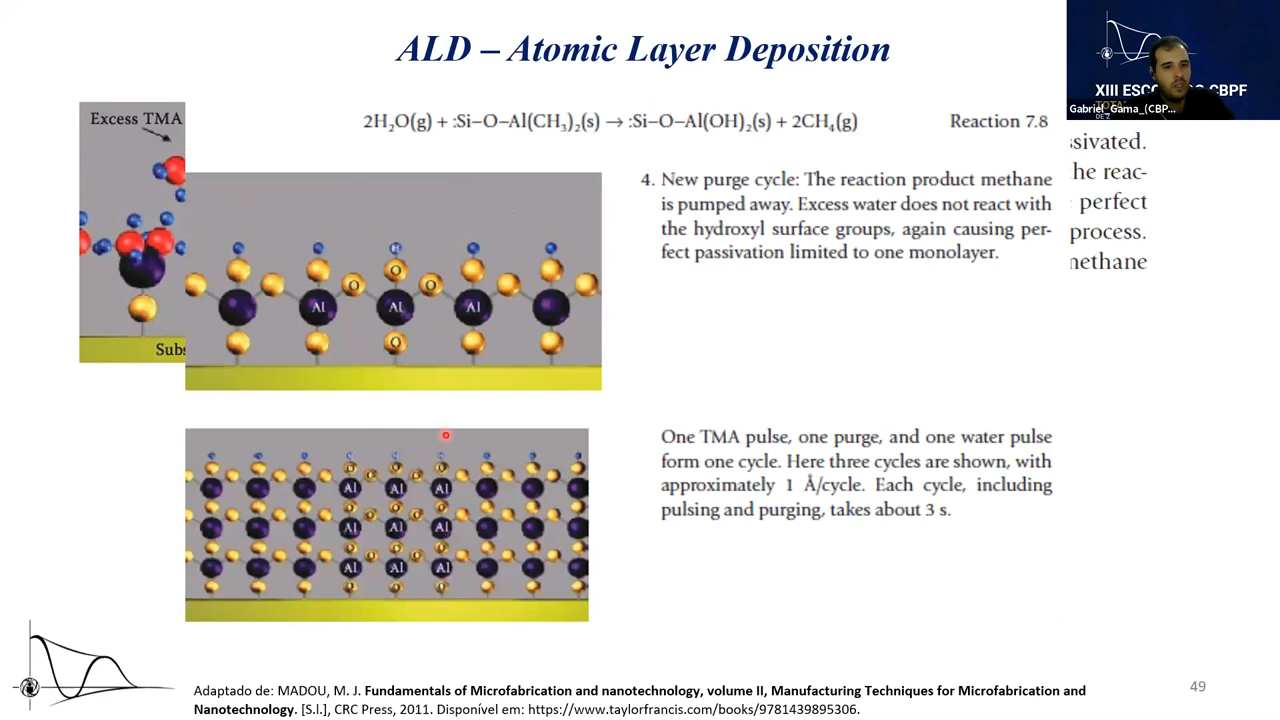 ALD – Atomic Layer Deposition
XIII ESCO CBPF
Gabriel_Gama_(CBP...
Excess TMA
2H₂O(g) + :Si–O–Al(CH₃)₂(s) → :Si–O–Al(OH)₂(s) + 2CH₄(g)
Reaction 7.8
ssivated.
he reac-
perfect
process.
nethane
4. New purge cycle: The reaction product methane
is pumped away. Excess water does not react with
the hydroxyl surface groups, again causing per-
fect passivation limited to one monolayer.
H
O
O O
Al Al Al
O
Subs
One TMA pulse, one purge, and one water pulse
form one cycle. Here three cycles are shown, with
approximately 1 Å/cycle. Each cycle, including
pulsing and purging, takes about 3 s.
Al Al Al
Al Al Al
Al Al Al
Adaptado de: MADOU, M. J. Fundamentals of Microfabrication and nanotechnology, volume II, Manufacturing Techniques for Microfabrication and
Nanotechnology. [S.l.], CRC Press, 2011. Disponível em: https://www.taylorfrancis.com/books/9781439895306.
49